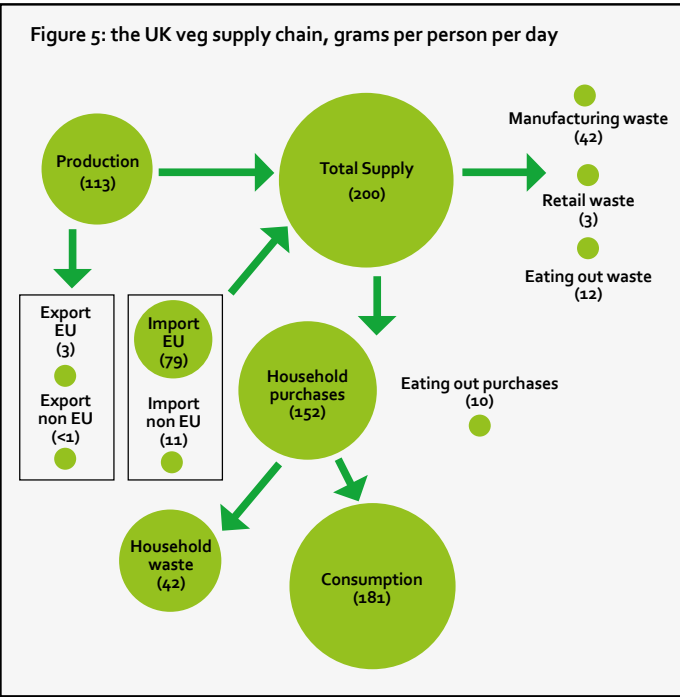 Figure 5: the UK veg supply chain, grams per person per day
Production
(113)
Total Supply
(200)
Manufacturing waste
(42)
Retail waste
(3)
Eating out waste
(12)
Export
EU
(3)
Export
non EU
(<1)
Import
EU
(79)
Import
non EU
(11)
Household
purchases
(152)
Eating out purchases
(10)
Household
waste
(42)
Consumption
(181)